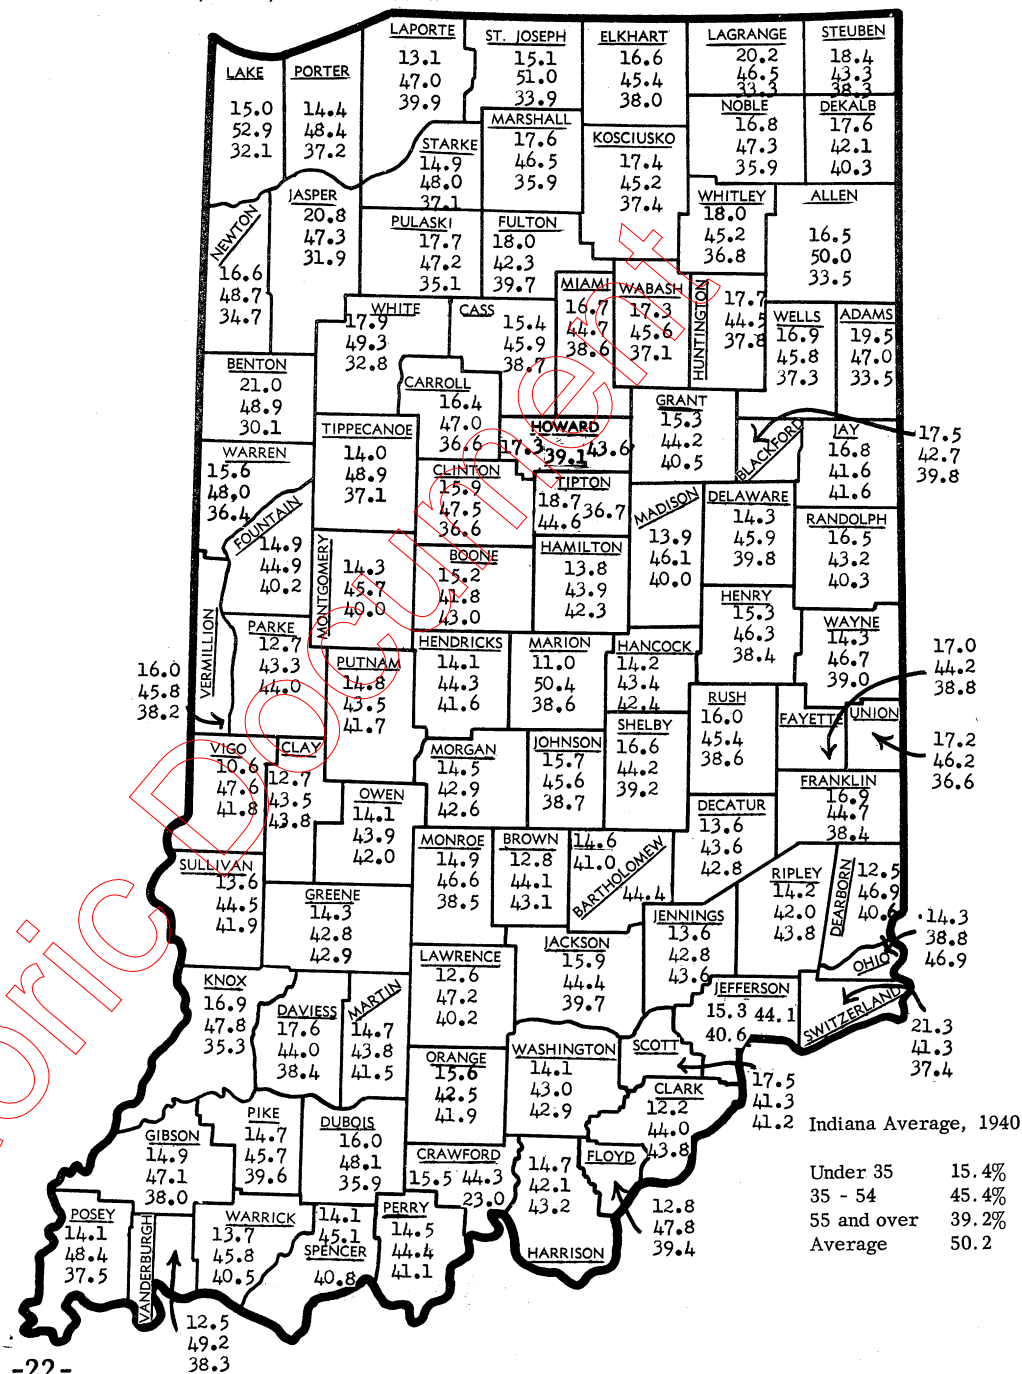 LAPORTE
13.1
47.0
39.9
ST. JOSEPH
15.1
51.0
33.9
ELKHART
16.6
45.4
38.0
LAGRANGE
20.2
46.5
33.3
STEUBEN
18.4
43.3
38.3
LAKE
15.0
52.9
32.1
PORTER
14.4
48.4
37.2
MARSHALL
17.6
46.5
35.9
NOBLE
16.8
47.3
35.9
DEKALB
17.6
42.1
40.3
STARKE
14.9
48.0
37.1
KOSCIUSKO
17.4
45.2
37.4
JASPER
20.8
47.3
31.9
WHITLEY
18.0
45.2
36.8
ALLEN
16.5
50.0
33.5
NEWTON
16.6
48.7
34.7
PULASKI
17.7
47.2
35.1
FULTON
18.0
42.3
39.7
MIAMI
16.7
44.7
38.6
WABASH
17.3
45.6
37.1
HUNTINGTON
17.7
44.5
37.8
WHITE
17.9
49.3
32.8
CASS
15.4
45.9
38.7
WELLS
16.9
45.8
37.3
ADAMS
19.5
47.0
33.5
BENTON
21.0
48.9
30.1
CARROLL
16.4
47.0
36.6
GRANT
15.3
44.2
40.5
TIPPECANOE
14.0
48.9
37.1
HOWARD
17.3 39.1 43.6
BLACKFORD
17.5
42.7
39.8
JAY
16.8
41.6
41.6
WARREN
15.6
48.0
36.4
CLINTON
15.9
47.5
36.6
TIPTON
18.7 36.7
44.6
MADISON
13.9
46.1
40.0
DELAWARE
14.3
45.9
39.8
RANDOLPH
16.5
43.2
40.3
FOUNTAIN
14.9
44.9
40.2
MONTGOMERY
14.3
45.7
40.0
BOONE
15.2
41.8
43.0
HAMILTON
13.8
43.9
42.3
HENRY
15.3
46.3
38.4
WAYNE
14.3
46.7
39.0
VERMILLION
16.0
45.8
38.2
PARKE
12.7
43.3
44.0
PUTNAM
14.8
43.5
41.7
HENDRICKS
14.1
44.3
41.6
MARION
11.0
50.4
38.6
HANCOCK
14.2
43.4
42.4
RUSH
16.0
45.4
38.6
FAYETTE
17.0
44.2
38.8
UNION
17.2
46.2
36.6
SHELBY
16.6
44.2
39.2
VIGO
10.6
47.6
41.8
CLAY
12.7
43.5
43.8
MORGAN
14.5
42.9
42.6
JOHNSON
15.7
45.6
38.7
FRANKLIN
16.9
44.7
38.4
OWEN
14.1
43.9
42.0
DECATUR
13.6
43.6
42.8
MONROE
14.9
46.6
38.5
BROWN
12.8
44.1
43.1
BARTHOLOMEW
14.6
41.0
44.4
SULLIVAN
13.6
44.5
41.9
RIPLEY
14.2
42.0
43.8
DEARBORN
12.5
46.9
40.6
GREENE
14.3
42.8
42.9
JENNINGS
13.6
42.8
43.6
OHIO
14.3
38.8
46.9
JACKSON
15.9
44.4
39.7
LAWRENCE
12.6
47.2
40.2
KNOX
16.9
47.8
35.3
JEFFERSON
15.3 44.1
40.6
SWITZERLAND
21.3
41.3
37.4
DAVIESS
17.6
44.0
38.4
MARTIN
14.7
43.8
41.5
ORANGE
15.6
42.5
41.9
WASHINGTON
14.1
43.0
42.9
SCOTT
17.5
41.3
41.2
CLARK
12.2
44.0
43.8
PIKE
14.7
45.7
39.6
DUBOIS
16.0
48.1
35.9
GIBSON
14.9
47.1
38.0
CRAWFORD
15.5 44.3
23.0
HARRISON
14.7
42.1
43.2
FLOYD
12.8
47.8
39.4
POSEY
14.1
48.4
37.5
VANDERBURGH
12.5
49.2
38.3
WARRICK
13.7
45.8
40.5
SPENCER
14.1
45.1
40.8
PERRY
14.5
44.4
41.1
Indiana Average, 1940
Under 35 15.4%
35 - 54 45.4%
55 and over 39.2%
Average 50.2
-22-
oric Document